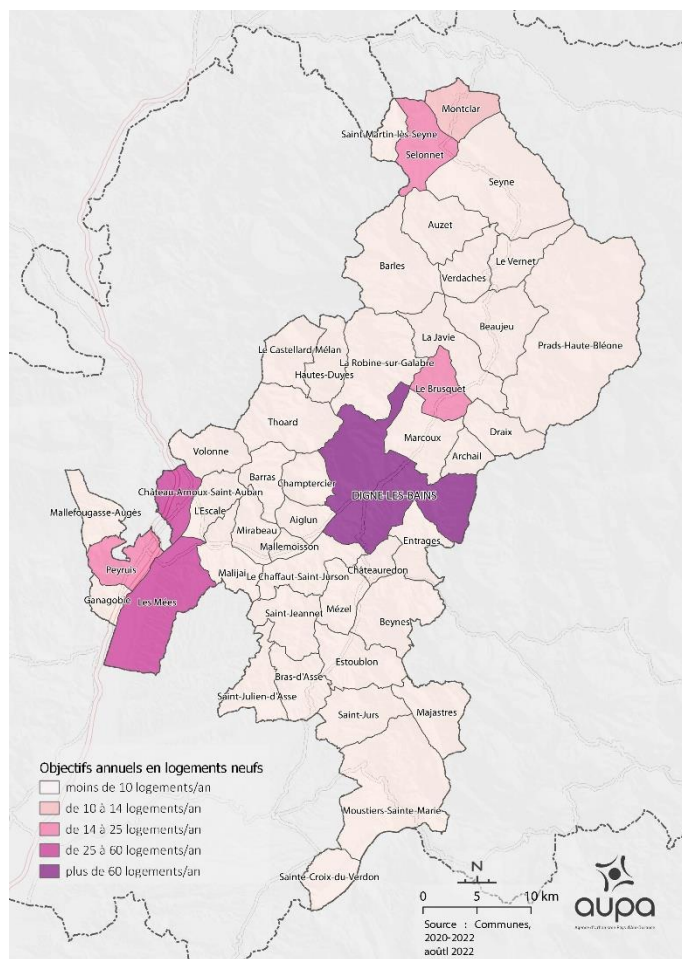 Montclar
Saint-Martin-lès-Seyne
Selonnet
Seyne
Auzet
Le Vernet
Barles
Verdaches
Beaujeu
La Javie
Prads-Haute-Bléone
Le Castellard-Mélan
La Robine-sur-Galabre
Hautes-Duyes
Le Brusquet
Thoard
Draix
Marcoux
Volonne
Archail
Barras
Champtercier
Château-Arnoux-Saint-Auban
DIGNE-LES-BAINS
L'Escale
Mallefougasse-Augès
Aiglun
Mirabeau
Entrages
Mallemoisson
Peyruis
Malijai
Le Chaffaut-Saint-Jurson
Châteauredon
Ganagobie
Les Mées
Saint-Jeannet
Mézel
Beynes
Estoublon
Bras-d'Asse
Saint-Julien-d'Asse
Saint-Jurs
Majastres
Objectifs annuels en logements neufs
moins de 10 logements/an
de 10 à 14 logements/an
de 14 à 25 logements/an
de 25 à 60 logements/an
plus de 60 logements/an
Moustiers-Sainte-Marie
Sainte-Croix-du-Verdon
N
0 5 10 km
Source : Communes,
2020-2022
aoûtl 2022
aupa